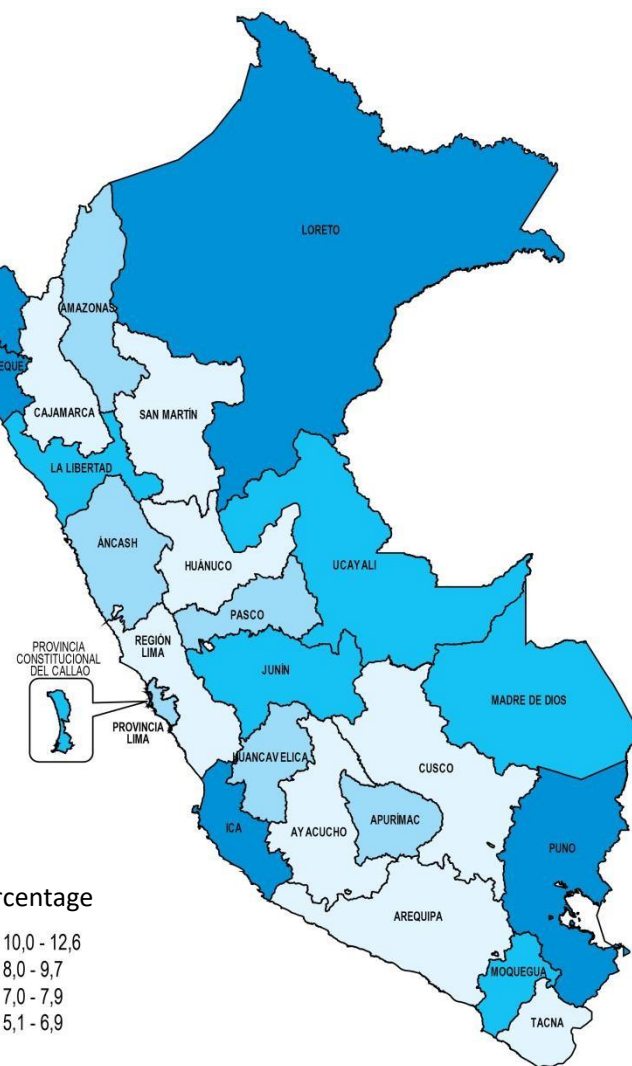 LORETO
AMAZONAS
EQUE
CAJAMARCA
SAN MARTÍN
LA LIBERTAD
ÁNCASH
HUÁNUCO
UCAYALI
PASCO
REGIÓN
LIMA
PROVINCIA
CONSTITUCIONAL
DEL CALLAO
JUNÍN
MADRE DE DIOS
PROVINCIA
LIMA
HUANCAVELICA
CUSCO
ICA
AYACUCHO
APURÍMAC
PUNO
AREQUIPA
rcentage
10,0 - 12,6
8,0 - 9,7
7,0 - 7,9
5,1 - 6,9
MOQUEGUA
TACNA